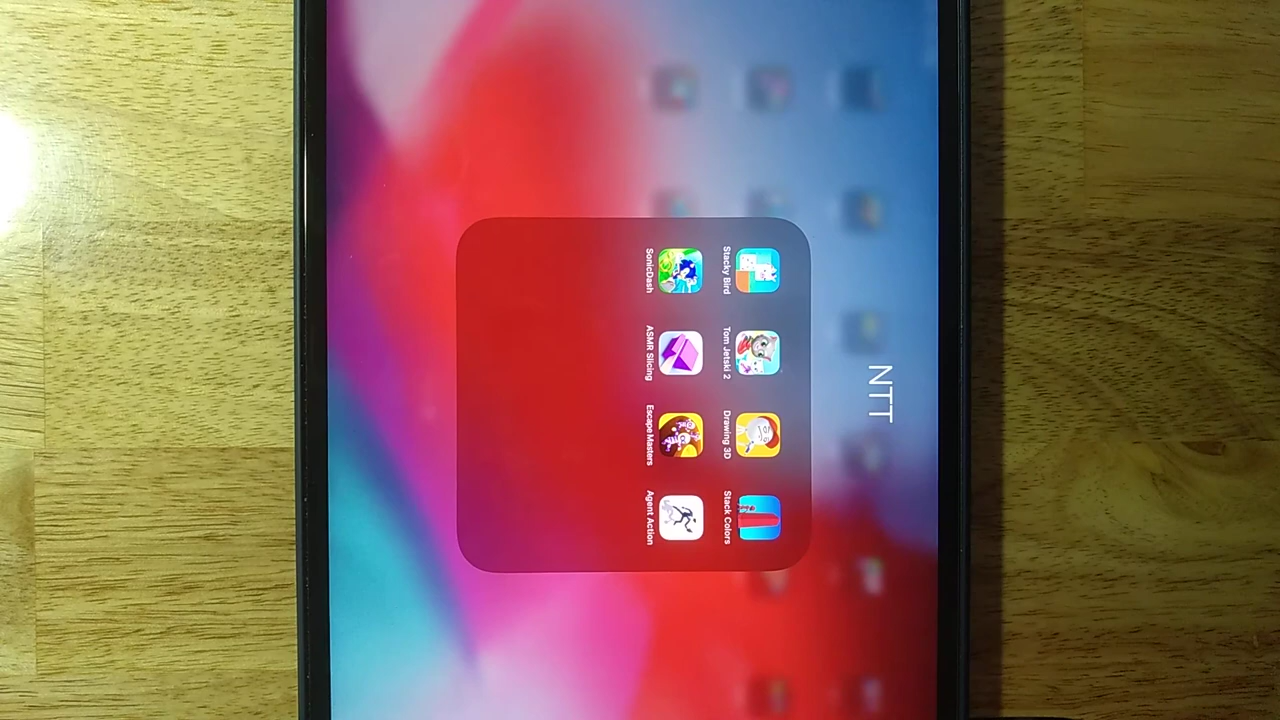 NTT
Stacky Bird
Tom Jetski 2
Drawing 3D
Stack Colors
SonicDash
ASMR Slicing
Escape Masters
Agent Action